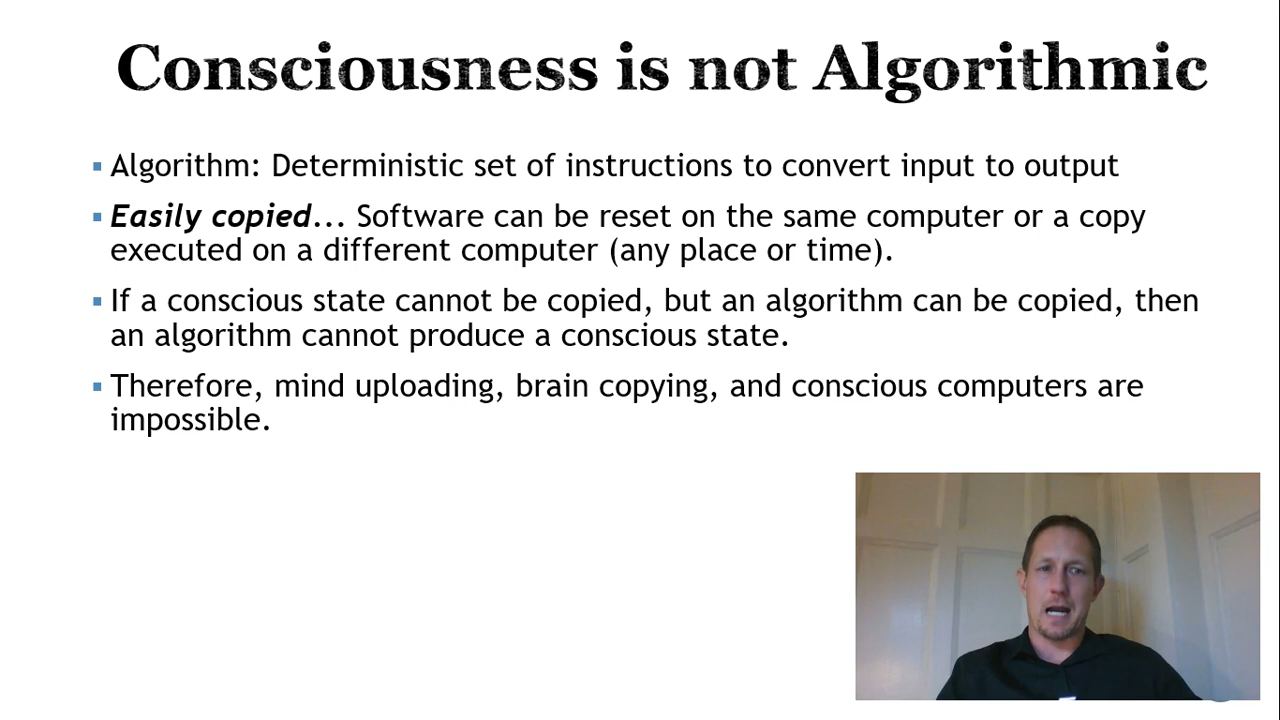 Consciousness is not Algorithmic
▪ Algorithm: Deterministic set of instructions to convert input to output
▪ Easily copied... Software can be reset on the same computer or a copy
executed on a different computer (any place or time).
▪ If a conscious state cannot be copied, but an algorithm can be copied, then
an algorithm cannot produce a conscious state.
▪ Therefore, mind uploading, brain copying, and conscious computers are
impossible.